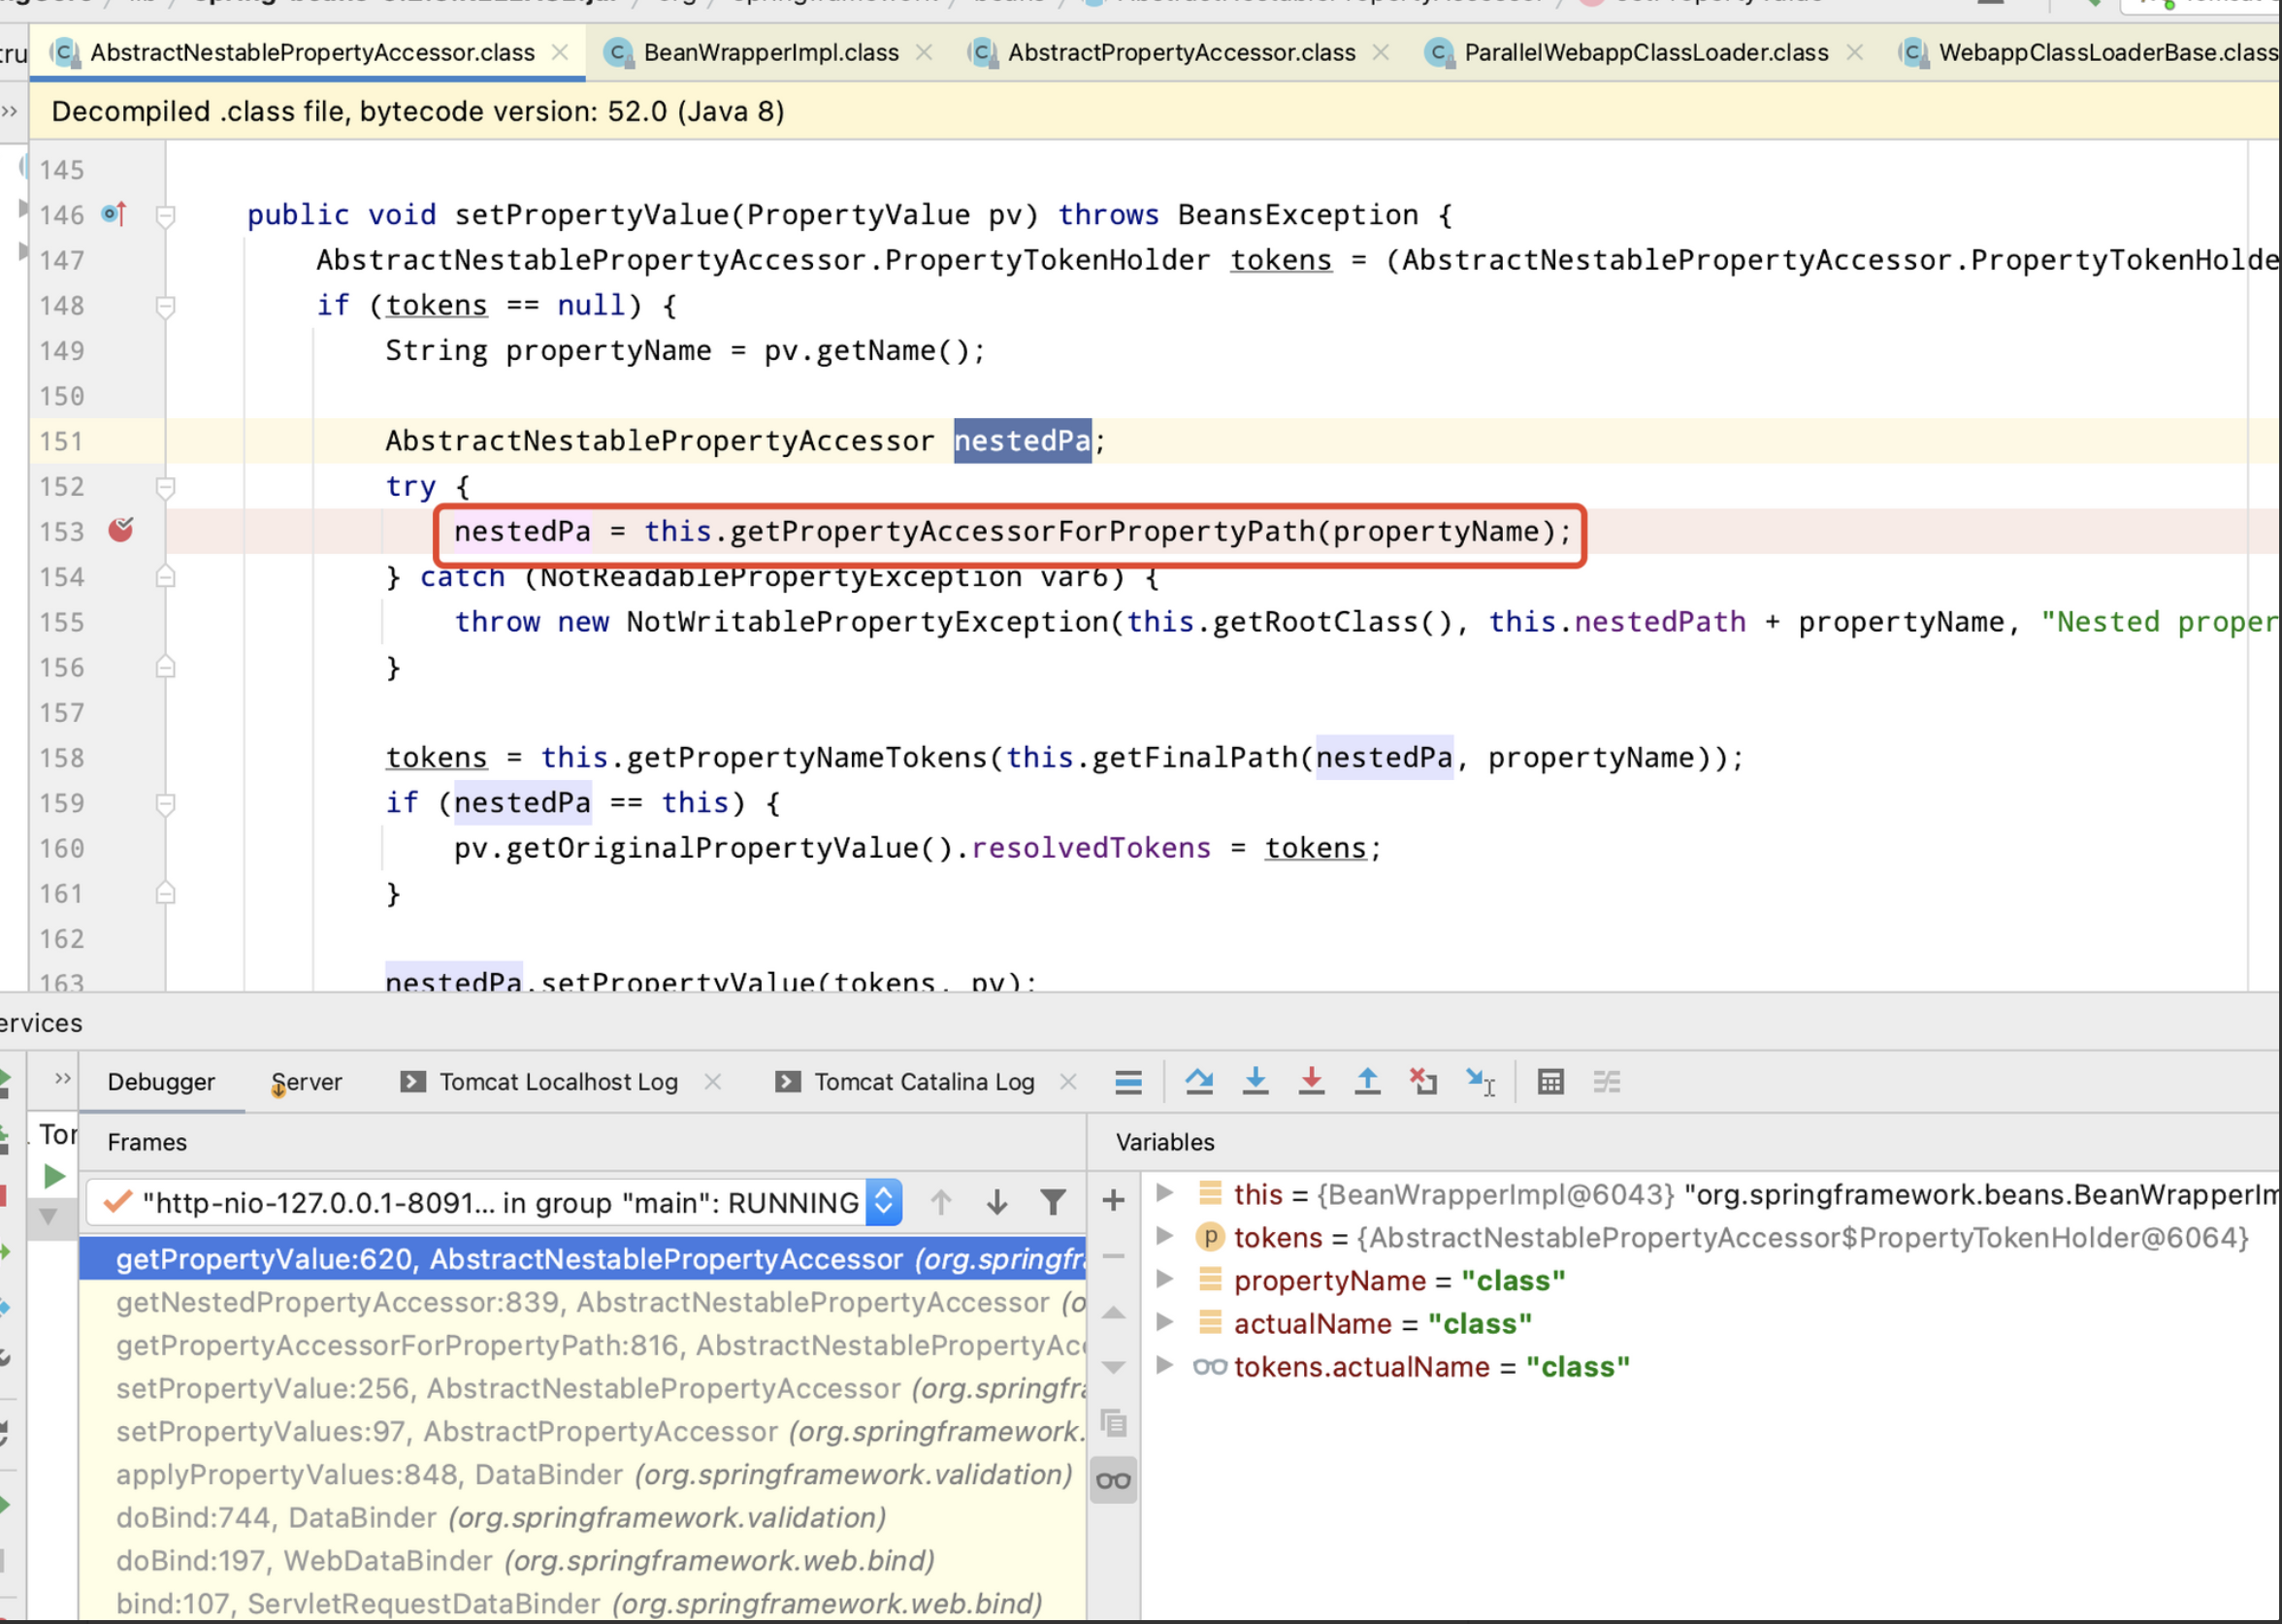 AbstractNestablePropertyAccessor.class
BeanWrapperImpl.class
AbstractPropertyAccessor.class
ParallelWebappClassLoader.class
WebappClassLoaderBase.class
Decompiled .class file, bytecode version: 52.0 (Java 8)
145
146 public void setPropertyValue(PropertyValue pv) throws BeansException {
147 AbstractNestablePropertyAccessor.PropertyTokenHolder tokens = (AbstractNestablePropertyAccessor.PropertyTokenHolde
148 if (tokens == null) {
149 String propertyName = pv.getName();
150
151 AbstractNestablePropertyAccessor nestedPa;
152 try {
153 nestedPa = this.getPropertyAccessorForPropertyPath(propertyName);
154 } catch (NotReadablePropertyException var6) {
155 throw new NotWritablePropertyException(this.getRootClass(), this.nestedPath + propertyName, "Nested proper
156 }
157
158 tokens = this.getPropertyNameTokens(this.getFinalPath(nestedPa, propertyName));
159 if (nestedPa == this) {
160 pv.getOriginalPropertyValue().resolvedTokens = tokens;
161 }
162
163 nestedPa.setPropertyValue(tokens, pv);
ervices
Debugger Server Tomcat Localhost Log Tomcat Catalina Log
Tor
Frames
Variables
"http-nio-127.0.0.1-8091... in group "main": RUNNING
getPropertyValue:620, AbstractNestablePropertyAccessor (org.springfra
getNestedPropertyAccessor:839, AbstractNestablePropertyAccessor (o
getPropertyAccessorForPropertyPath:816, AbstractNestablePropertyAcc
setPropertyValue:256, AbstractNestablePropertyAccessor (org.springfra
setPropertyValues:97, AbstractPropertyAccessor (org.springframework.
applyPropertyValues:848, DataBinder (org.springframework.validation)
doBind:744, DataBinder (org.springframework.validation)
doBind:197, WebDataBinder (org.springframework.web.bind)
bind:107, ServletRequestDataBinder (org.springframework.web.bind)
this = {BeanWrapperImpl@6043} "org.springframework.beans.BeanWrapperIm
tokens = {AbstractNestablePropertyAccessor$PropertyTokenHolder@6064}
propertyName = "class"
actualName = "class"
tokens.actualName = "class"